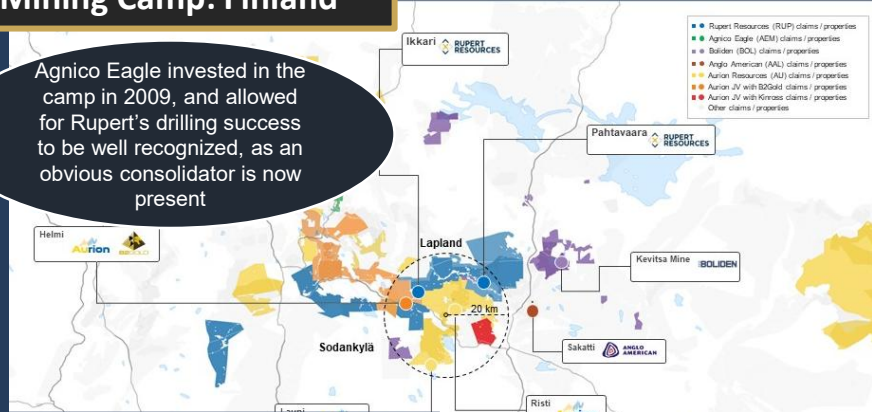 Mining Camp: Finland
Agnico Eagle invested in the
camp in 2009, and allowed
for Rupert's drilling success
to be well recognized, as an
obvious consolidator is now
present
Ikkari RUPERT
RESOURCES
Rupert Resources (RUP) claims / properties
Agnico Eagle (AEM) claims / properties
Boliden (BOL) claims / properties
Anglo American (AAL) claims / properties
Aurion Resources (AU) claims / properties
Aurion JV with B2Gold claims / properties
Aurion JV with Kinross claims / properties
Other claims / properties
Pahtavaara RUPERT
RESOURCES
Helmi
Aurion B2GOLD
Lapland
Kevitsa Mine BOLIDEN
20 km
Sodankylä
Sakatti ANGLO
AMERICAN
Launi
Risti